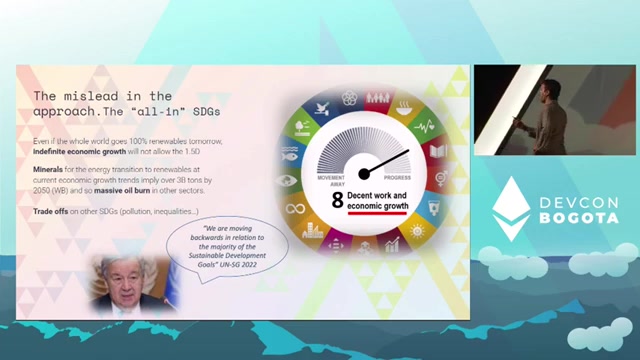 The mislead in the
approach.The “all-in” SDGs
Even if the whole world goes 100% renewables tomorrow,
indefinite economic growth will not allow the 1.5D
Minerals for the energy transition to renewables at
current economic growth trends imply over 3B tons by
2050 (WB) and so massive oil burn in other sectors.
Trade offs on other SDGs (pollution, inequalities...)
"We are moving
backwards in relation to
the majority of the
Sustainable Development
Goals" UN-SG 2022
MOVEMENT
AWAY
PROGRESS
8 Decent work and
economic growth
DEVCON
BOGOTA